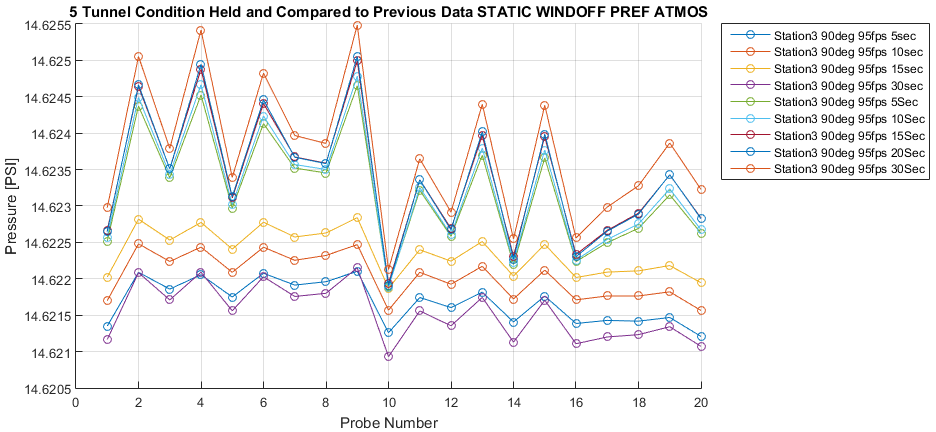 5 Tunnel Condition Held and Compared to Previous Data STATIC WINDOFF PREF ATMOS
14.6255
14.625
14.6245
14.624
14.6235
14.623
14.6225
14.622
14.6215
14.621
14.6205
Pressure [PSI]
0 2 4 6 8 10 12 14 16 18 20
Probe Number
Station3 90deg 95fps 5sec
Station3 90deg 95fps 10sec
Station3 90deg 95fps 15sec
Station3 90deg 95fps 30sec
Station3 90deg 95fps 5Sec
Station3 90deg 95fps 10Sec
Station3 90deg 95fps 15Sec
Station3 90deg 95fps 20Sec
Station3 90deg 95fps 30Sec